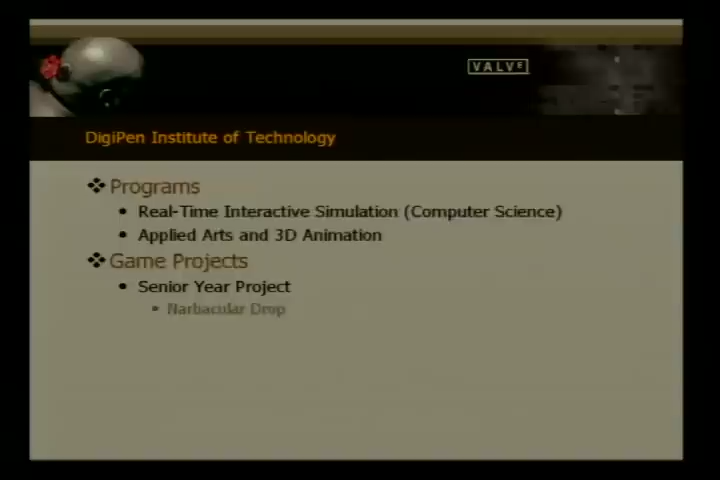 VALVE
DigiPen Institute of Technology
Programs
Real-Time Interactive Simulation (Computer Science)
Applied Arts and 3D Animation
Game Projects
Senior Year Project
Narbacular Drop